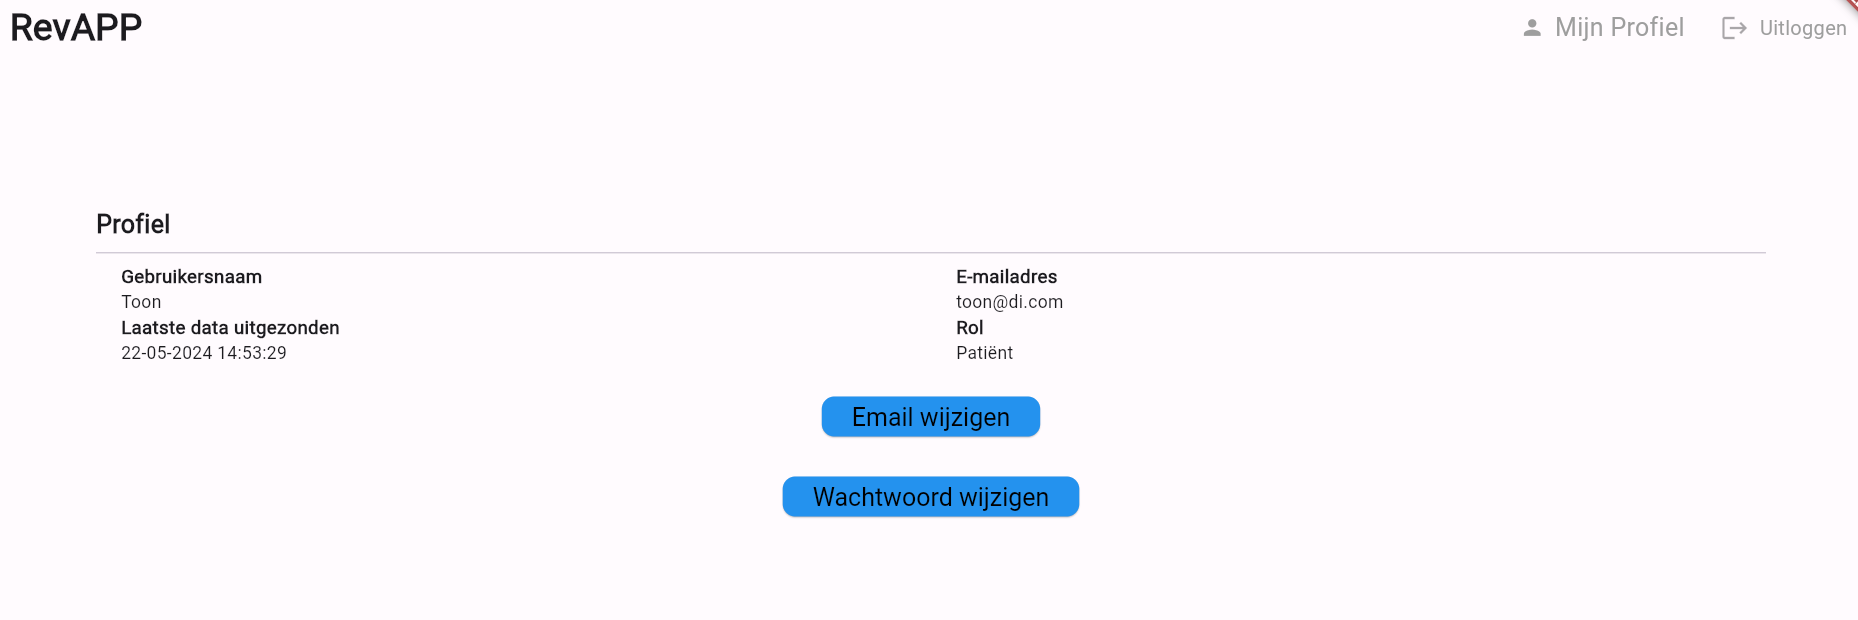 RevAPP
Mijn Profiel
Uitloggen
Profiel
Gebruikersnaam
Toon
Laatste data uitgezonden
22-05-2024 14:53:29
E-mailadres
toon@di.com
Rol
Patiënt
Email wijzigen
Wachtwoord wijzigen